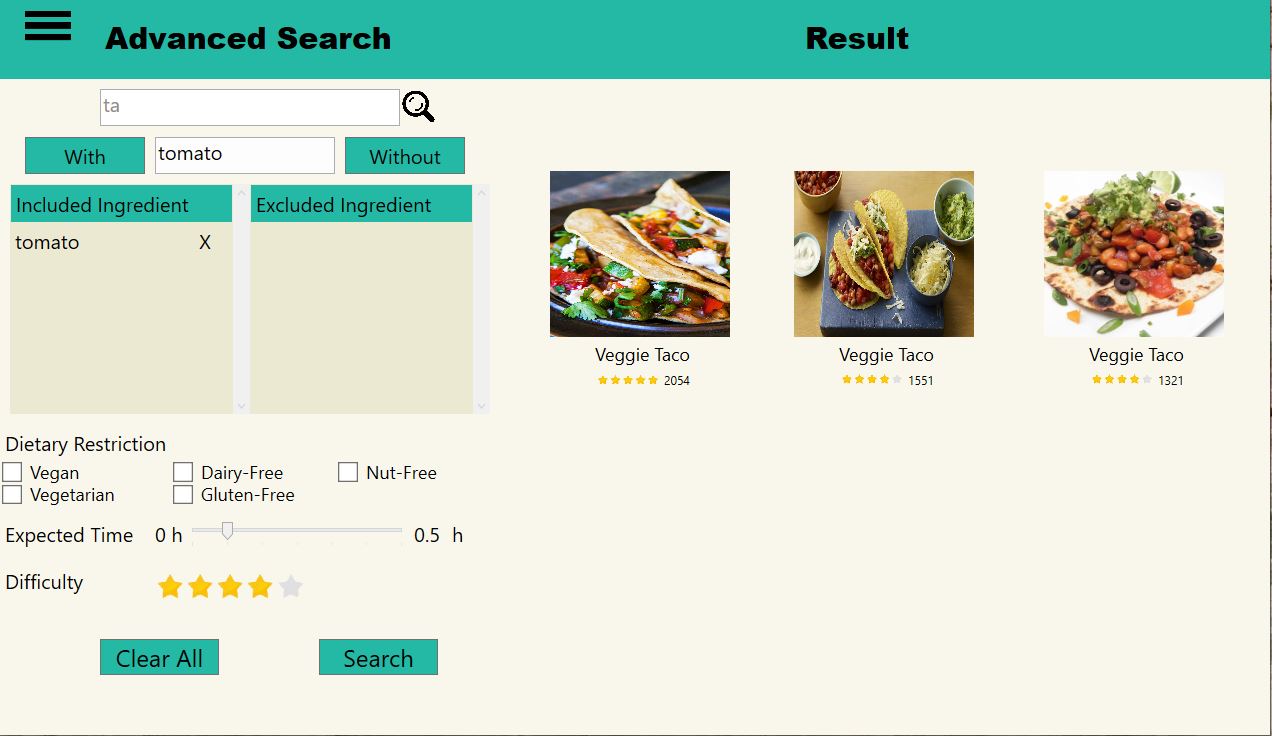 Advanced Search
Result
ta
With
tomato
Without
Included Ingredient
Excluded Ingredient
tomato X
Veggie Taco
2054
Veggie Taco
1551
Veggie Taco
1321
Dietary Restriction
Vegan
Dairy-Free
Nut-Free
Vegetarian
Gluten-Free
Expected Time 0 h 0.5 h
Difficulty
Clear All
Search